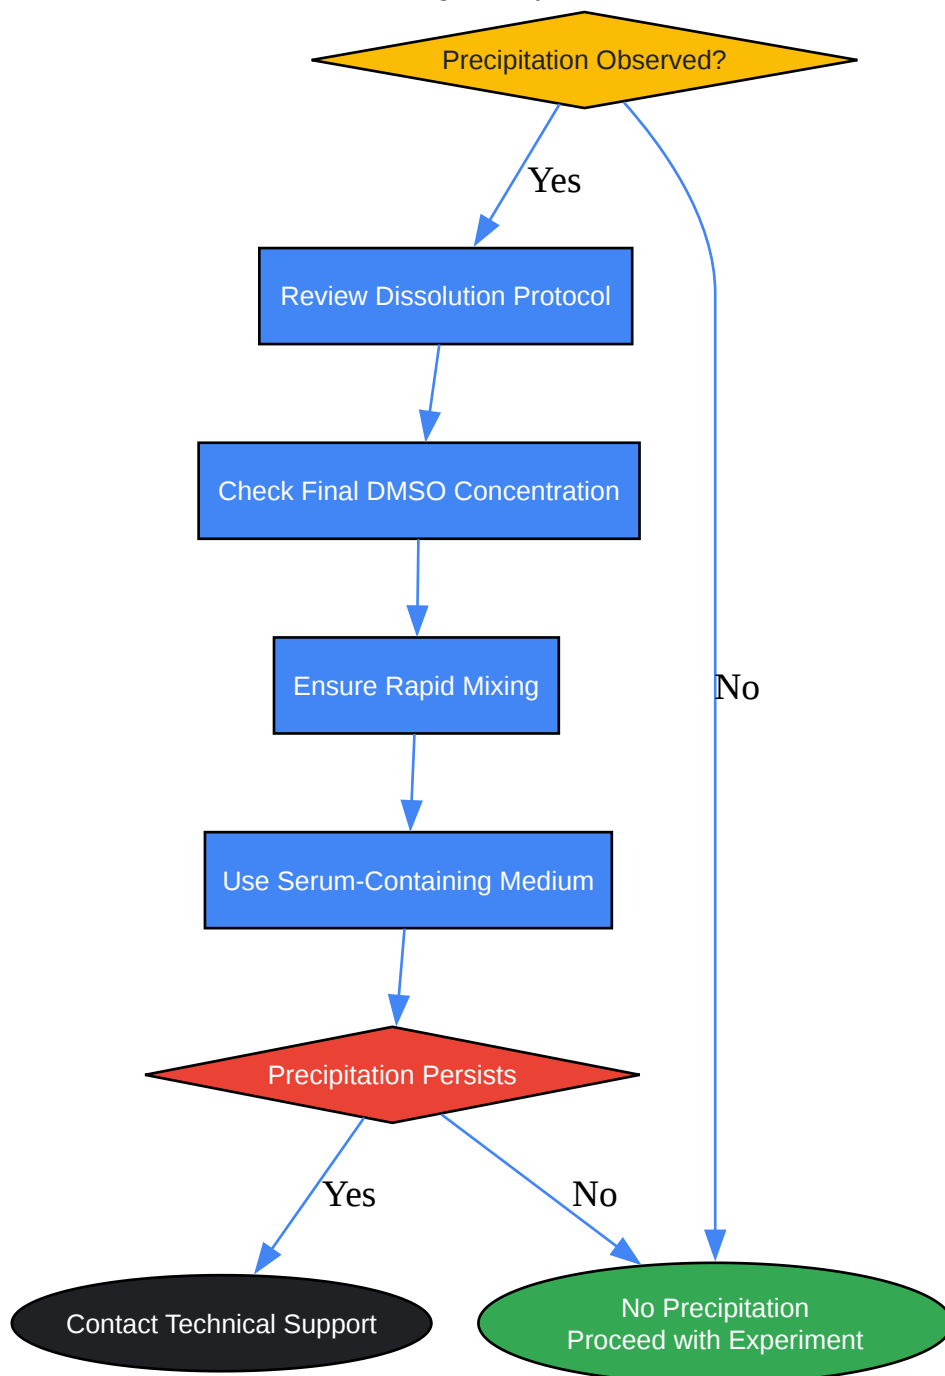 Precipitation Observed?
Yes
Review Dissolution Protocol
Check Final DMSO Concentration
Ensure Rapid Mixing
No
Use Serum-Containing Medium
Precipitation Persists
Yes
No
Contact Technical Support
No Precipitation
Proceed with Experiment